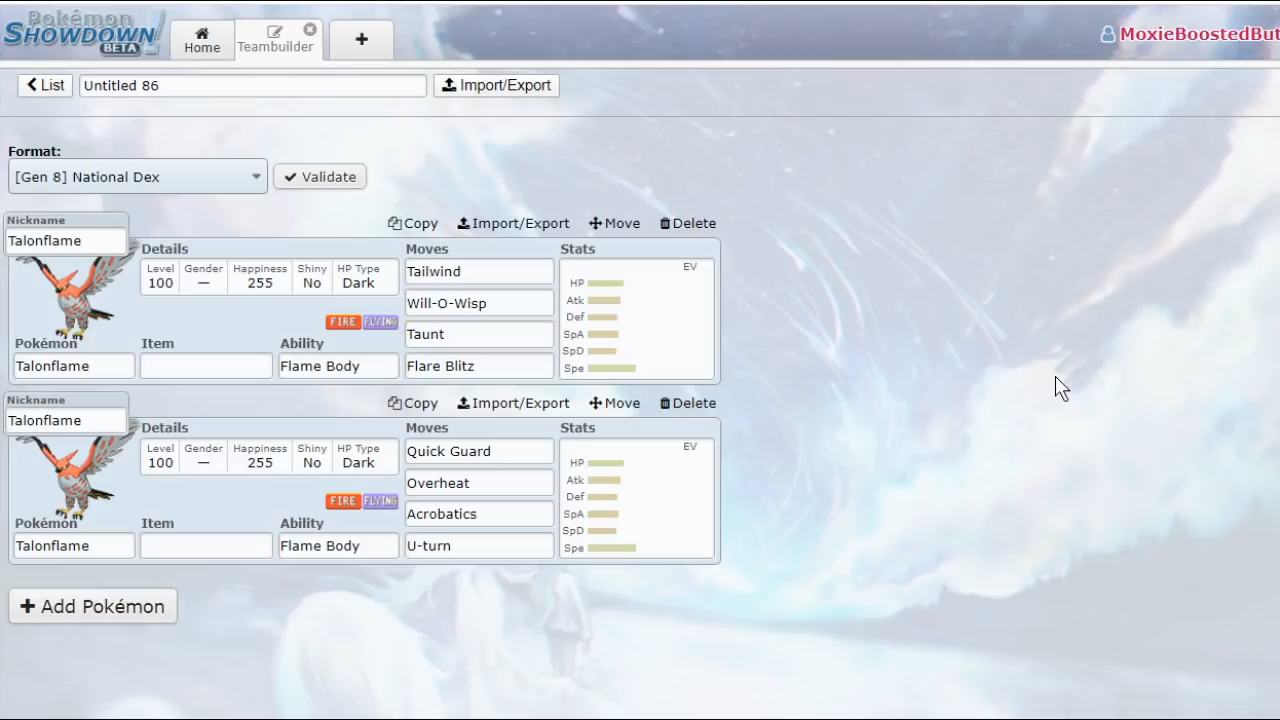 Pokémon
SHOWDOWN!
BETA
Home
Teambuilder
MoxieBoostedBut
List
Untitled 86
Import/Export
Format:
[Gen 8] National Dex
Validate
Nickname
Talonflame
Copy Import/Export Move Delete
Details Moves Stats
Level Gender Happiness Shiny HP Type
100 — 255 No Dark
Tailwind
Will-O-Wisp
Taunt
Flare Blitz
EV
HP
Atk
Def
SpA
SpD
Spe
FIRE FLYING
Pokémon Item Ability
Talonflame Flame Body
Nickname
Talonflame
Copy Import/Export Move Delete
Details Moves Stats
Level Gender Happiness Shiny HP Type
100 — 255 No Dark
Quick Guard
Overheat
Acrobatics
U-turn
EV
HP
Atk
Def
SpA
SpD
Spe
FIRE FLYING
Pokémon Item Ability
Talonflame Flame Body
Add Pokémon